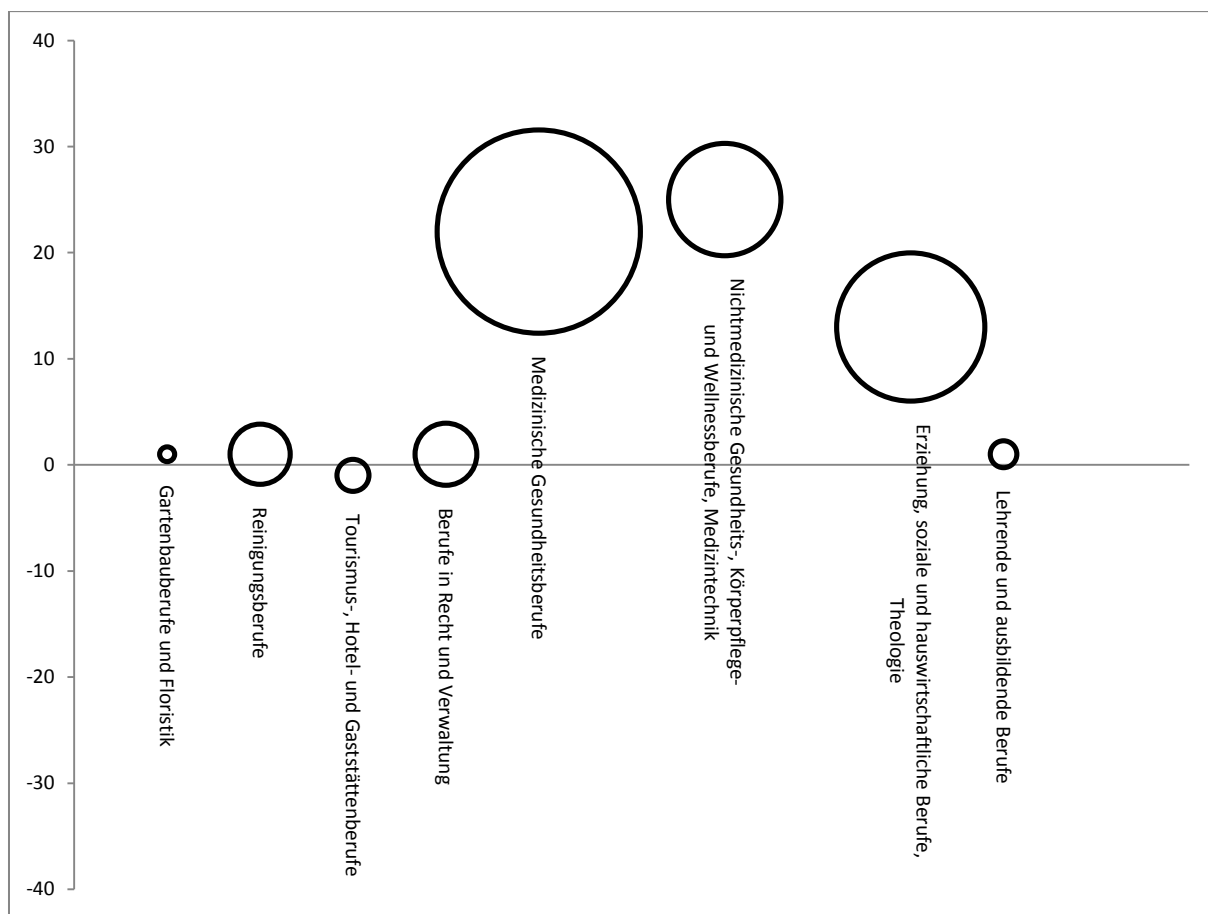 40
30
20
10
0
-10
-20
-30
-40
Gartenbauberufe und Floristik
Reinigungsberufe
Tourismus-, Hotel- und Gaststättenberufe
Berufe in Recht und Verwaltung
Medizinische Gesundheitsberufe
Nichtmedizinische Gesundheits-, Körperpflege-
und Wellnessberufe, Medizintechnik
Erziehung, soziale und hauswirtschaftliche Berufe,
Theologie
Lehrende und ausbildende Berufe